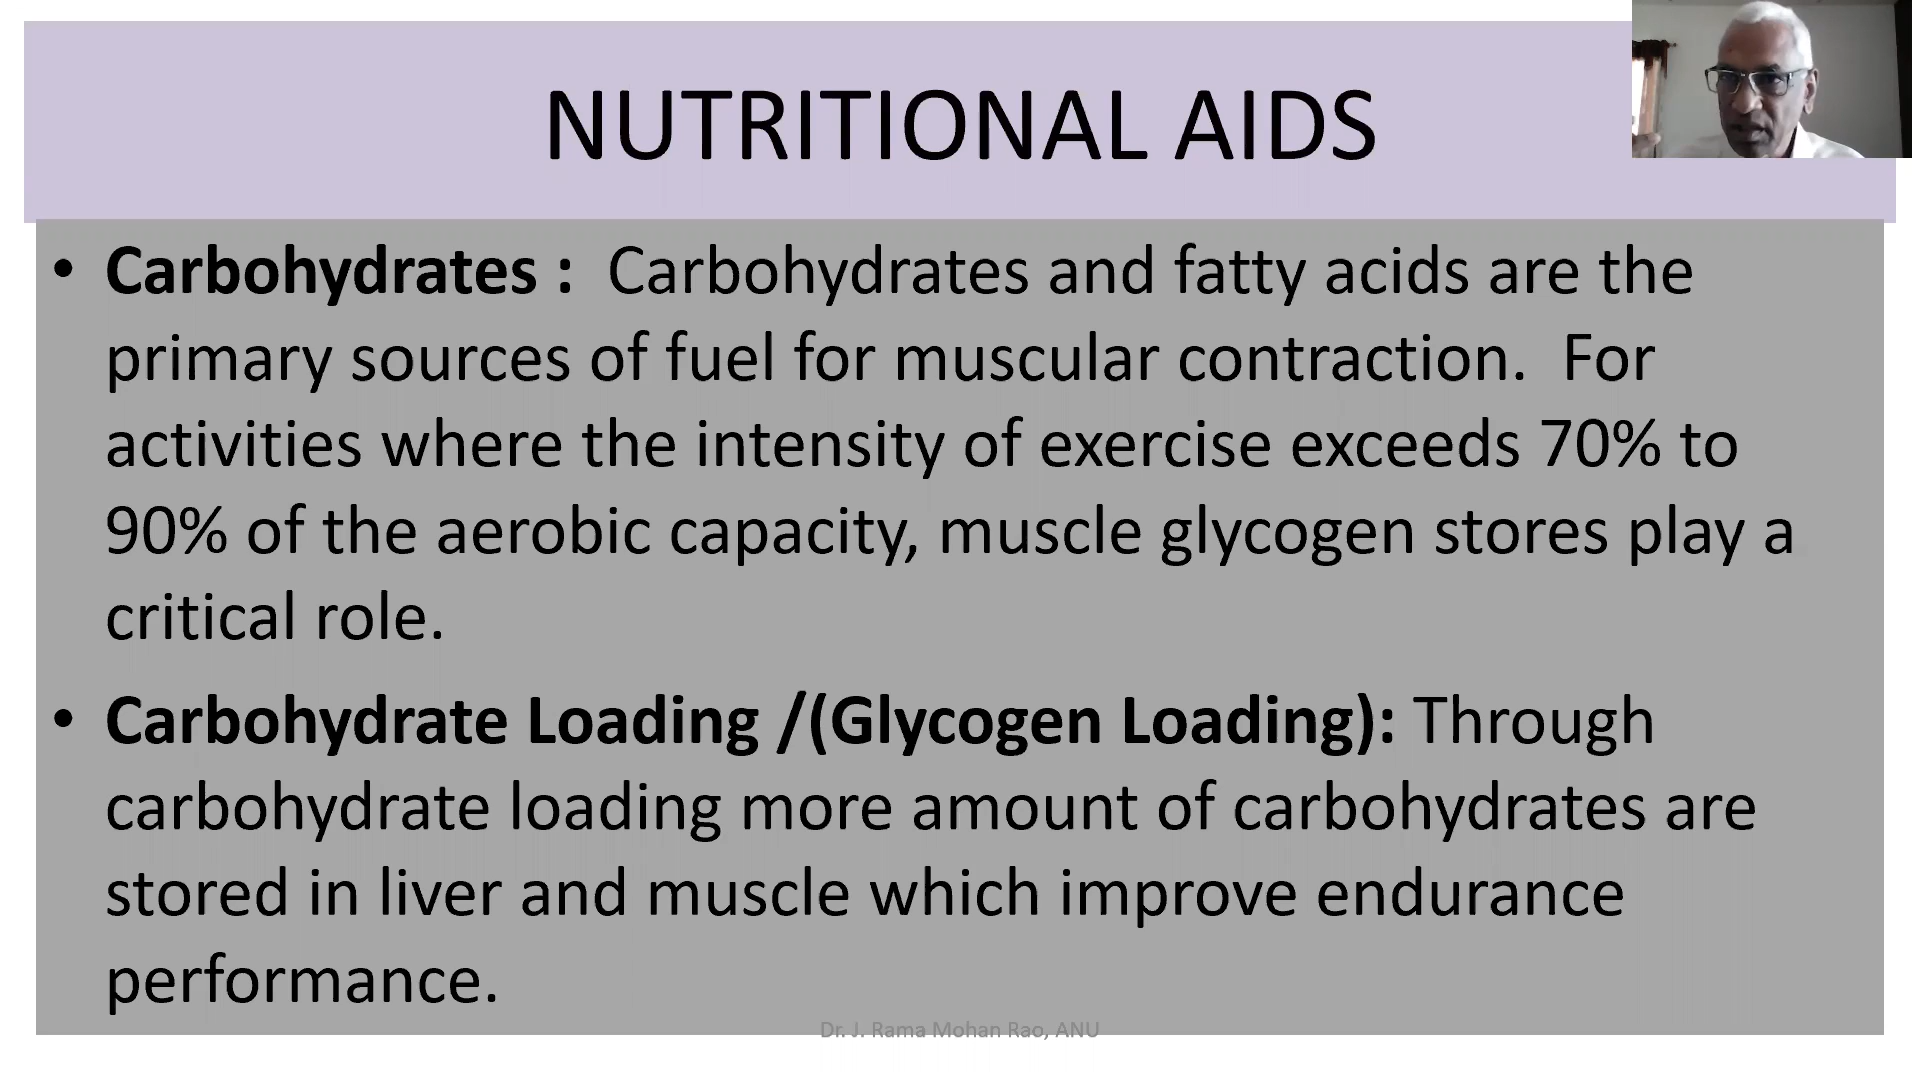 NUTRITIONAL AIDS
• Carbohydrates : Carbohydrates and fatty acids are the
primary sources of fuel for muscular contraction. For
activities where the intensity of exercise exceeds 70% to
90% of the aerobic capacity, muscle glycogen stores play a
critical role.
• Carbohydrate Loading /(Glycogen Loading): Through
carbohydrate loading more amount of carbohydrates are
stored in liver and muscle which improve endurance
performance.
Dr. J. Rama Mohan Rao, ANU